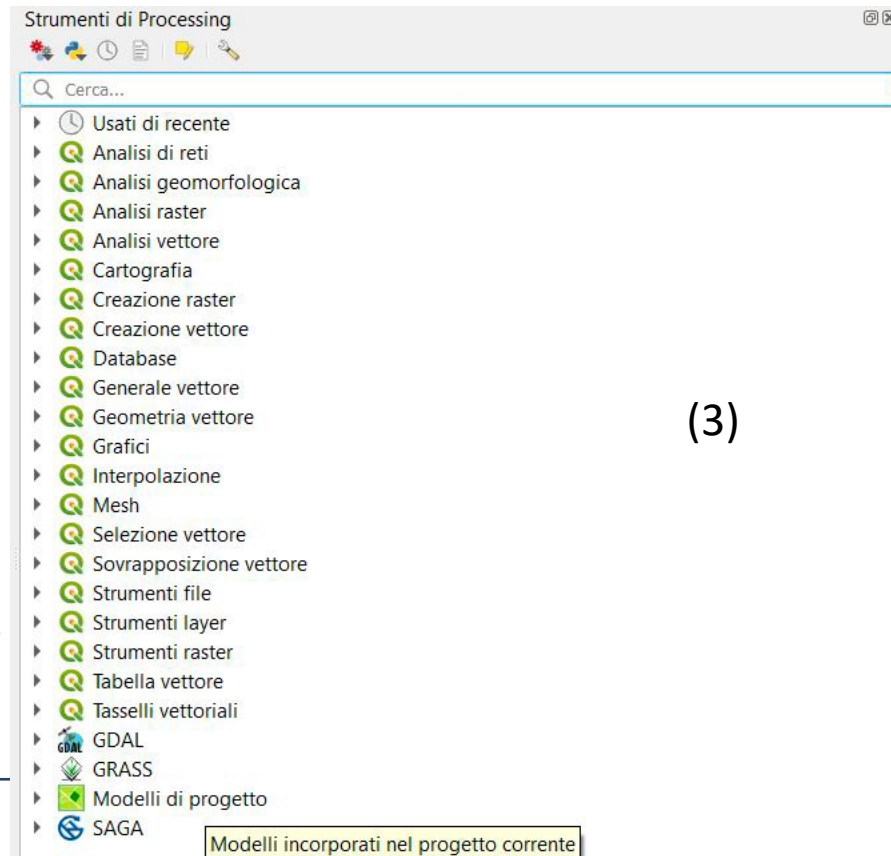 Strumenti di Processing
Cerca...
Usati di recente
Analisi di reti
Analisi geomorfologica
Analisi raster
Analisi vettore
Cartografia
Creazione raster
Creazione vettore
Database
Generale vettore
Geometria vettore
(3)
Grafici
Interpolazione
Mesh
Selezione vettore
Sovrapposizione vettore
Strumenti file
Strumenti layer
Strumenti raster
Tabella vettore
Tasselli vettoriali
GDAL GDAL
GRASS
Modelli di progetto
SAGA
Modelli incorporati nel progetto corrente